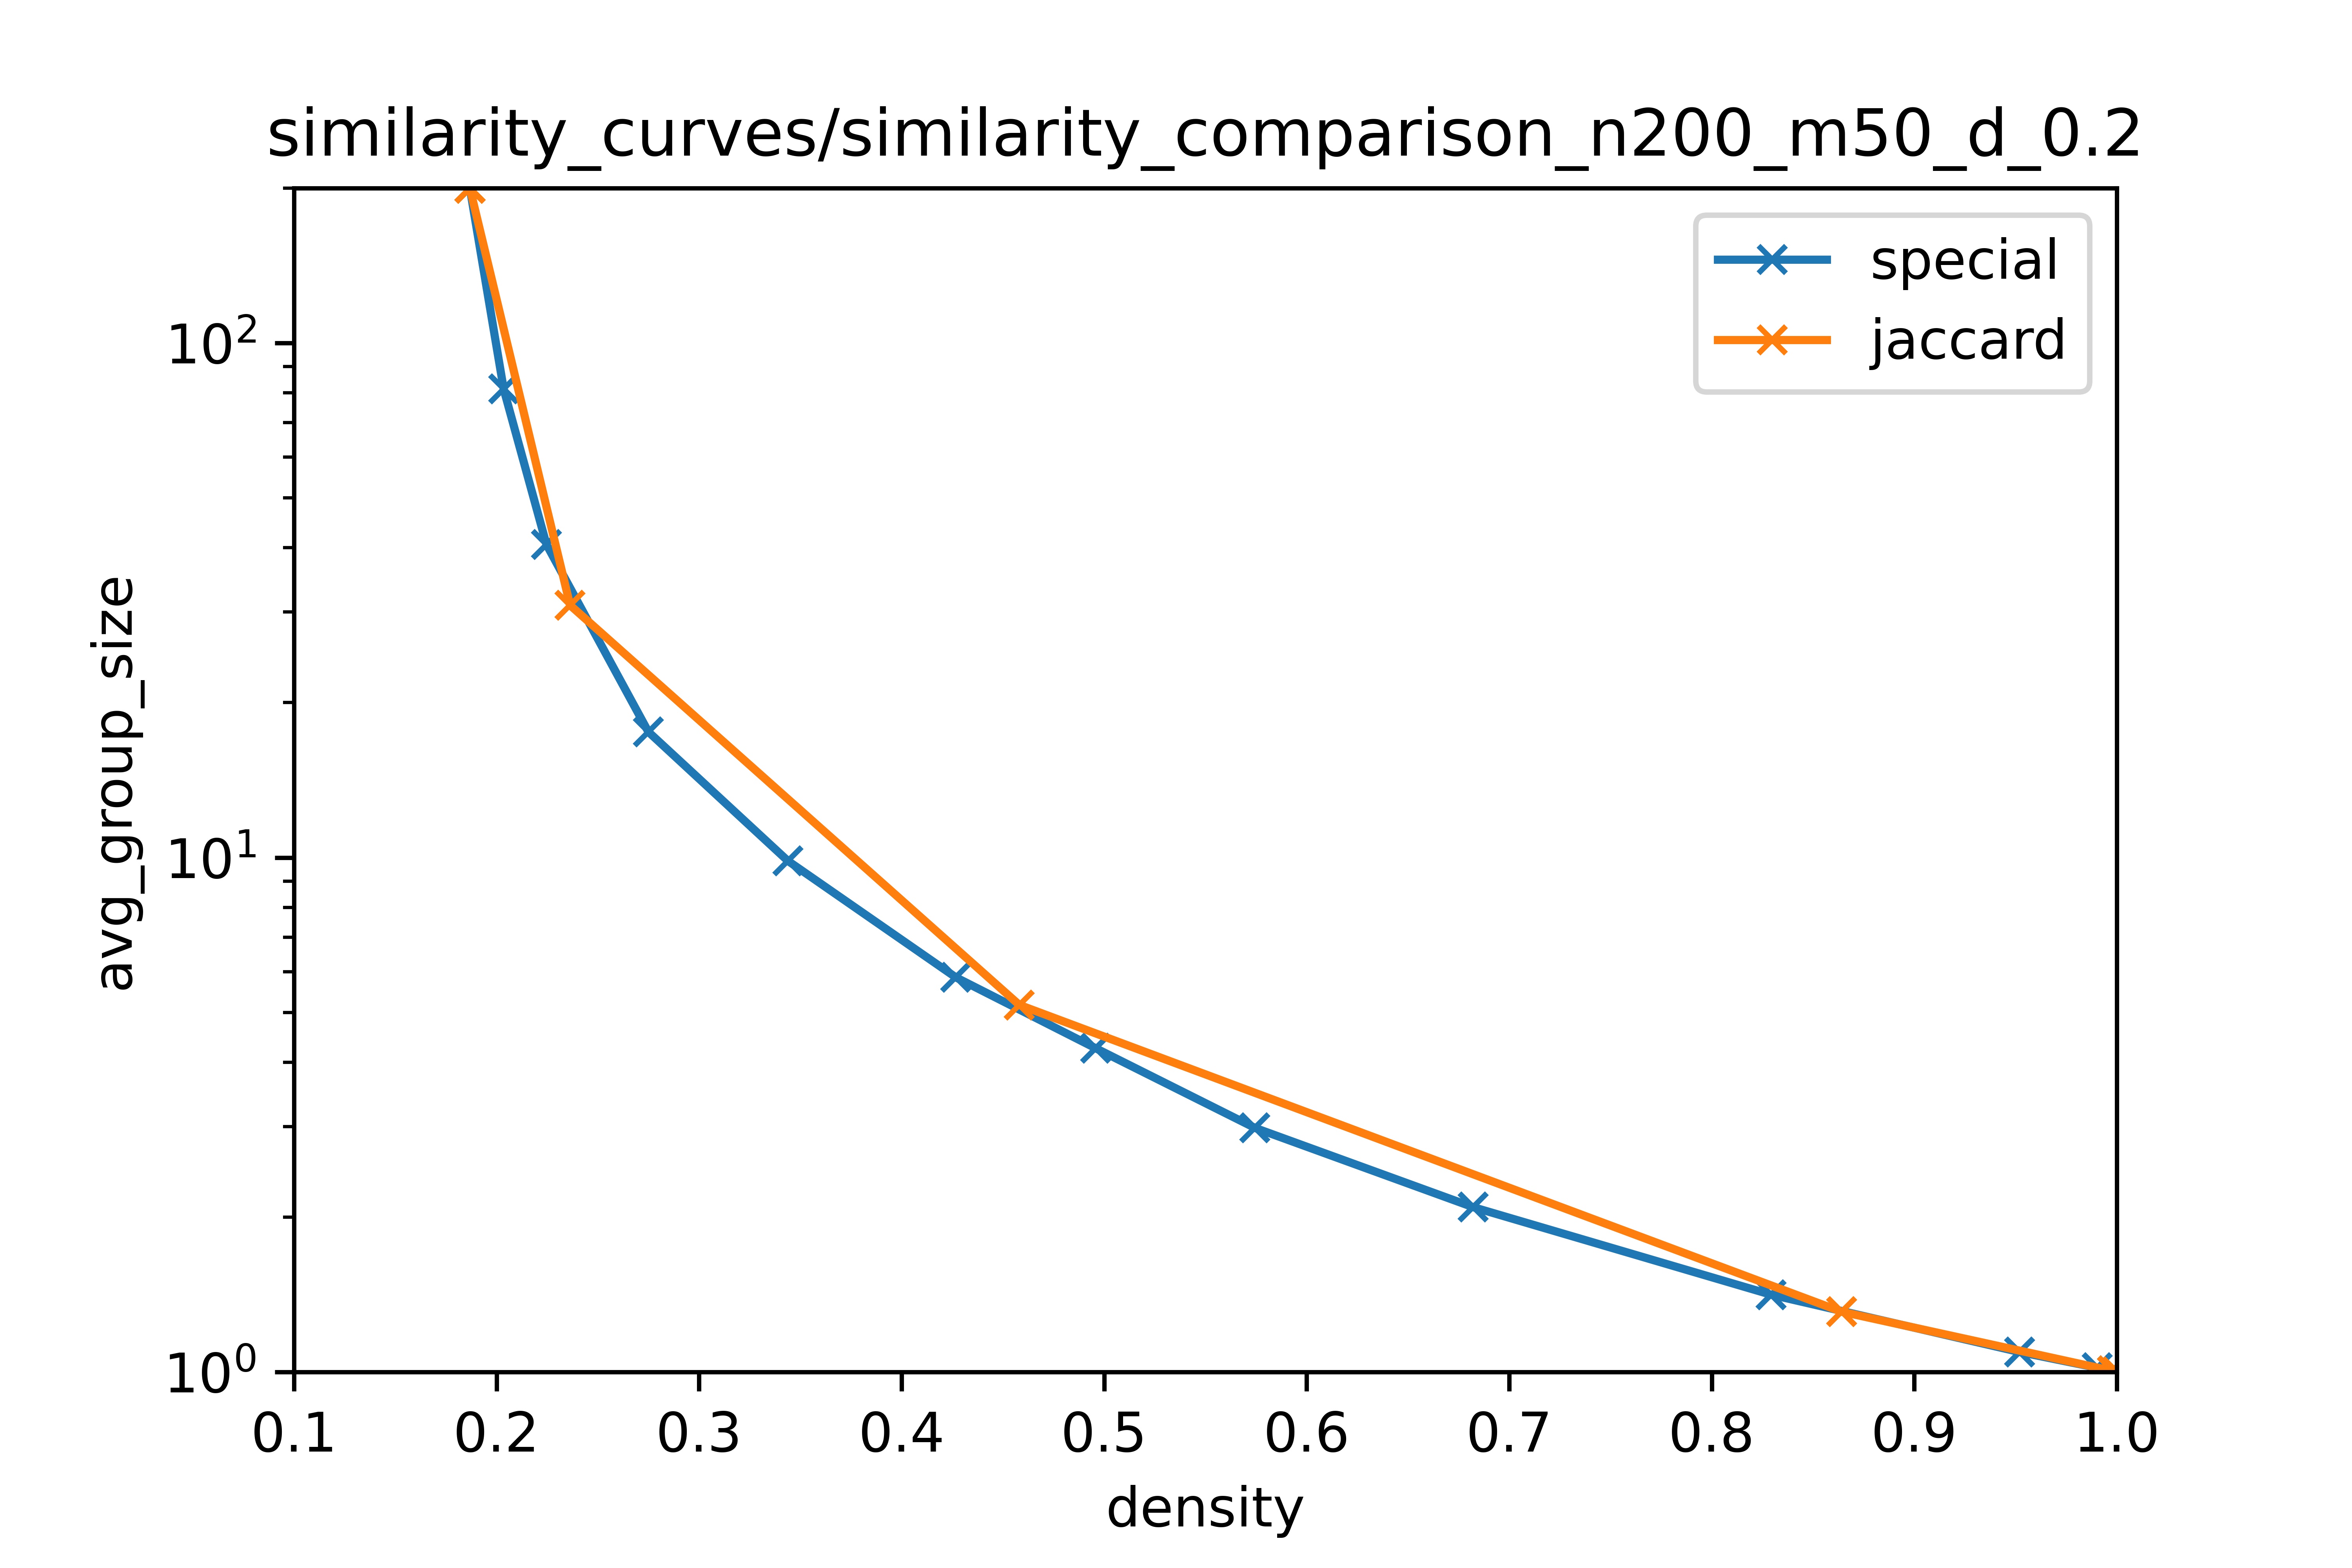 similarity_curves/similarity_comparison_n200_m50_d_0.2
special
jaccard
avg_group_size
10²
10¹
10⁰
0.1 0.2 0.3 0.4 0.5 0.6 0.7 0.8 0.9 1.0
density